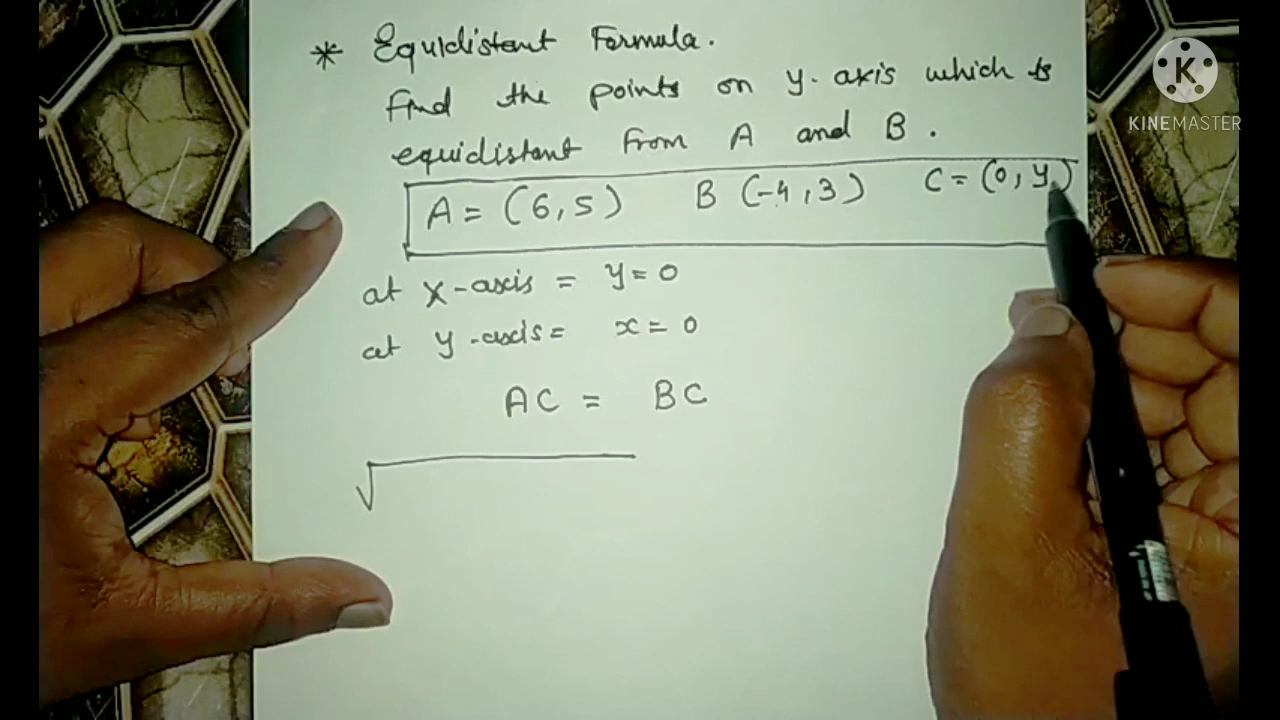 * Equidistant Formula.
Find the points on y-axis which is
equidistant from A and B.
A = (6,5) B (-4,3) C = (0, y)
at x-axis = y=0
at y-axis= x=0
AC = BC
√
K
KINEMASTER